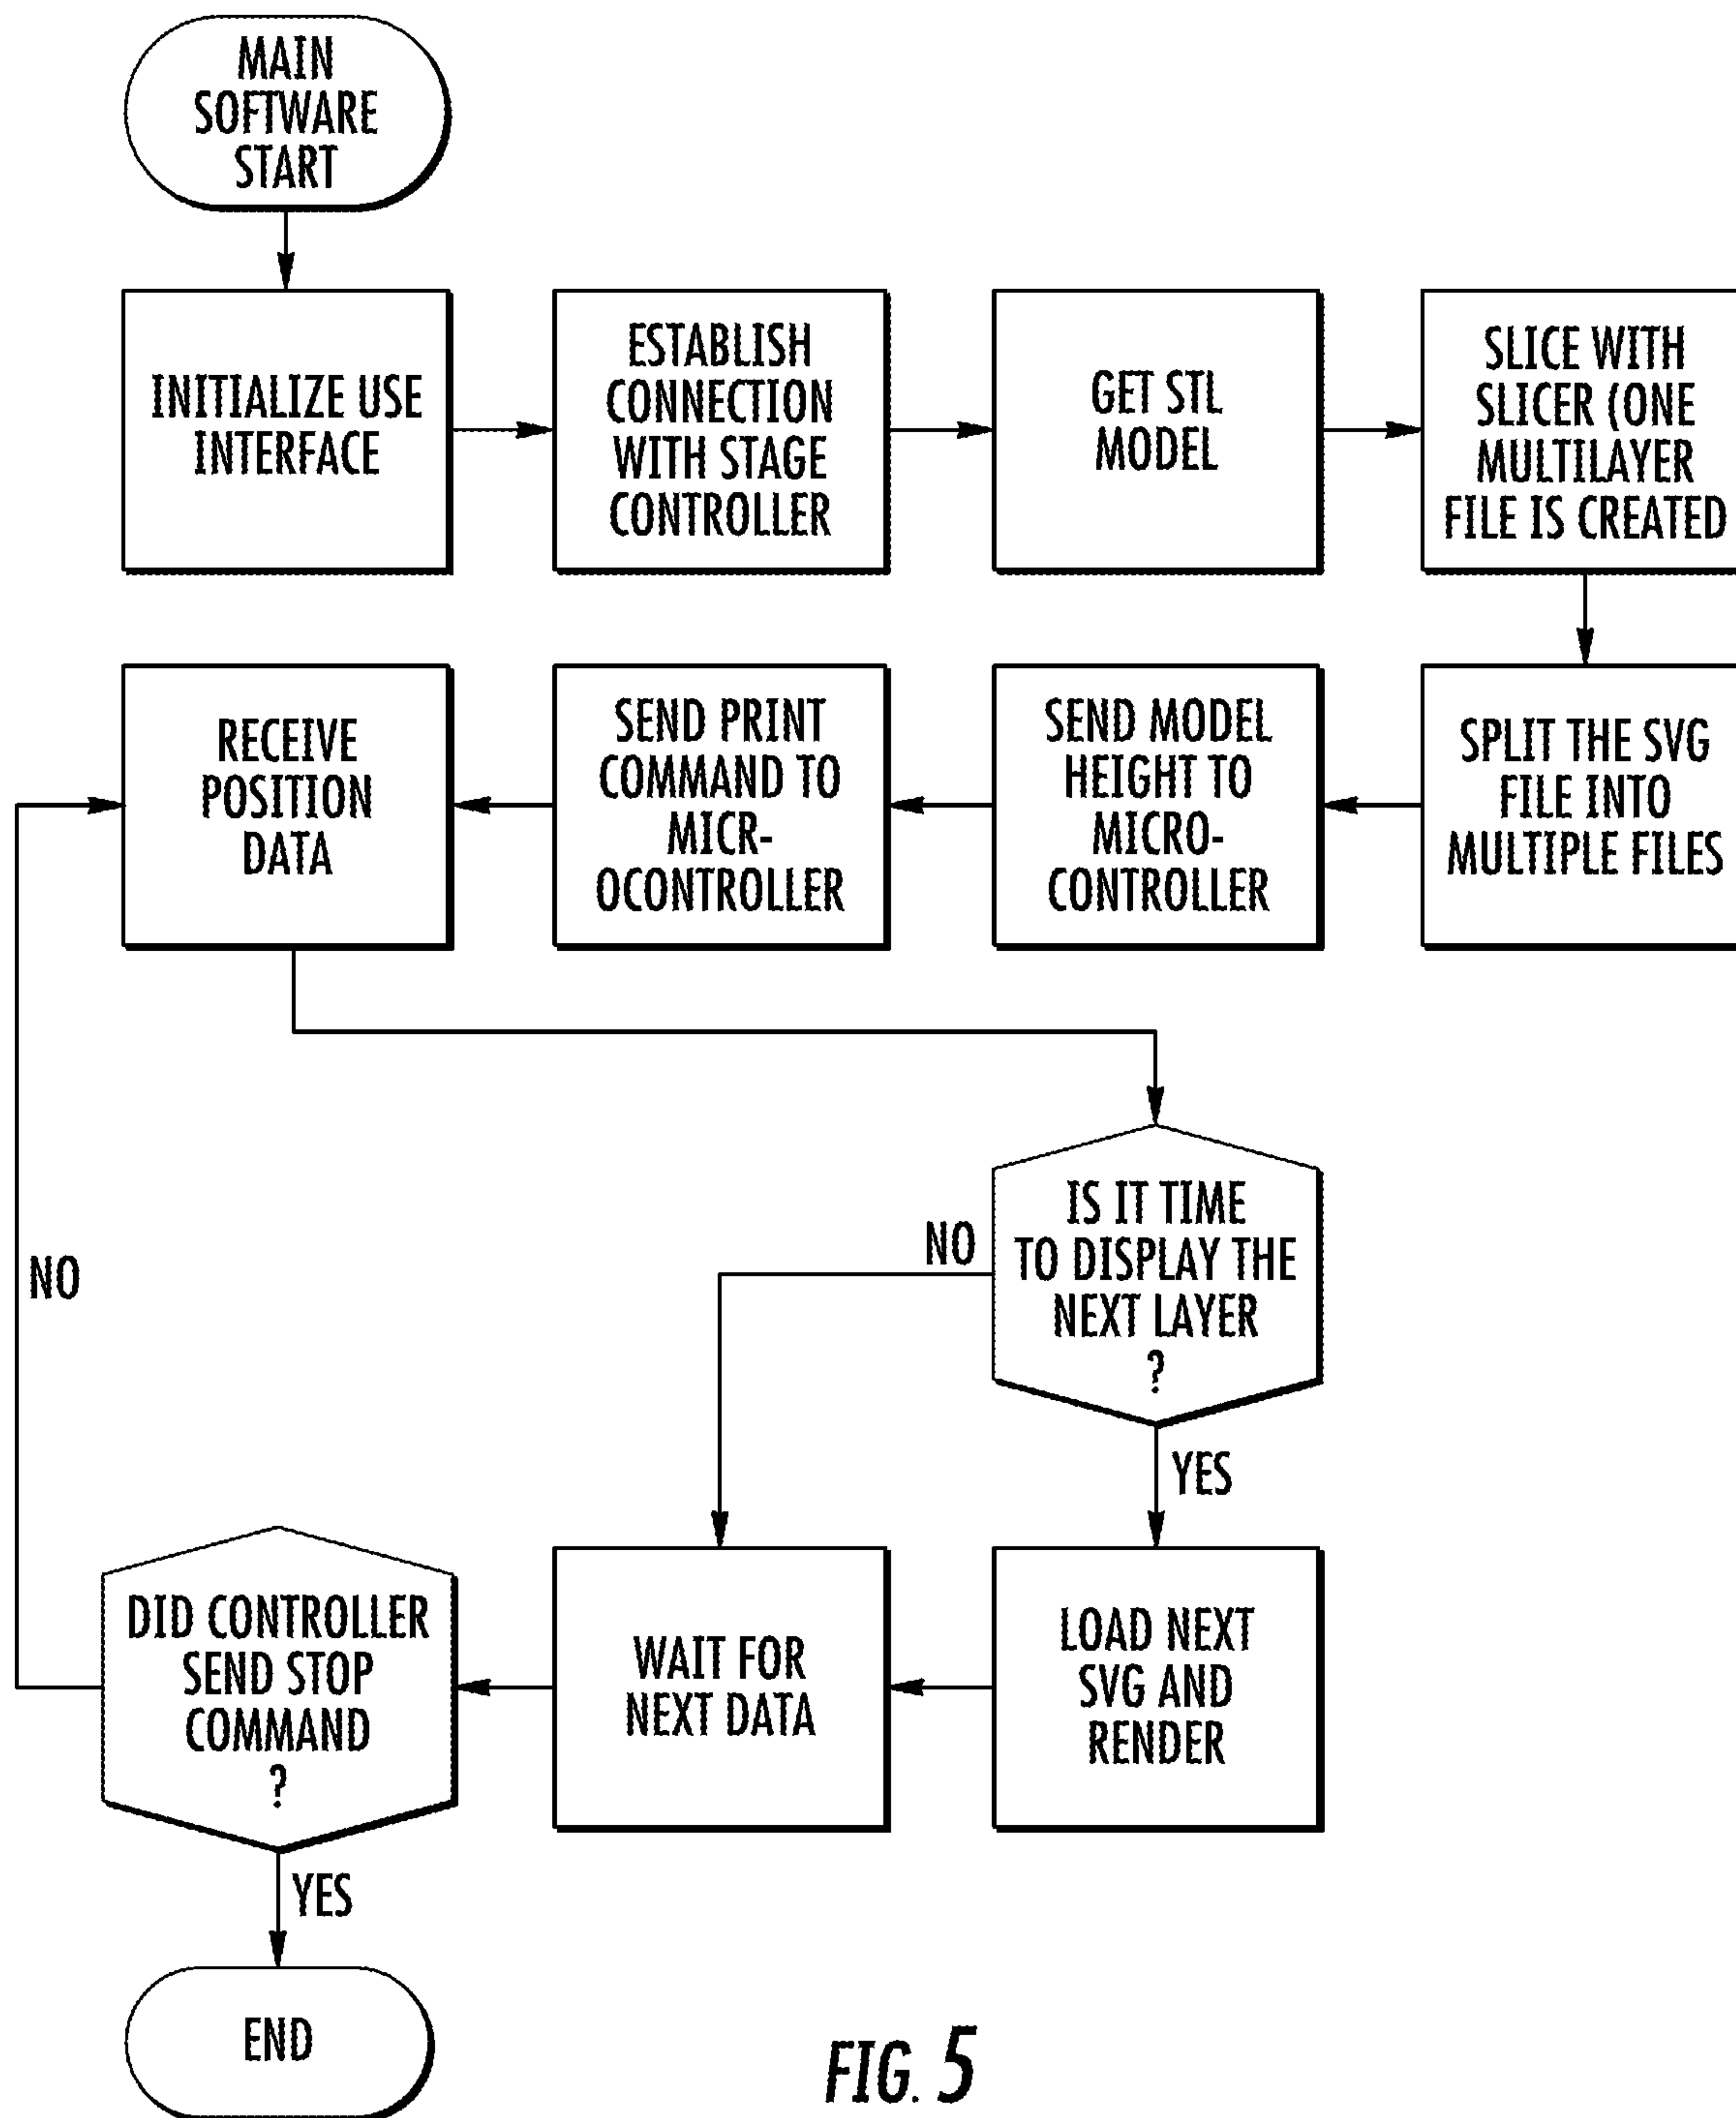 MAIN
SOFTWARE
START
INITIALIZE USE
INTERFACE
ESTABLISH
CONNECTION
WITH STAGE
CONTROLLER
GET STL
MODEL
SLICE WITH
SLICER (ONE
MULTILAYER
FILE IS CREATED
RECEIVE
POSITION
DATA
SEND PRINT
COMMAND TO
MICR-
OCONTROLLER
SEND MODEL
HEIGHT TO
MICRO-
CONTROLLER
SPLIT THE SVG
FILE INTO
MULTIPLE FILES
IS IT TIME
TO DISPLAY THE
NEXT LAYER
?
NO
NO
YES
DID CONTROLLER
SEND STOP
COMMAND
?
WAIT FOR
NEXT DATA
LOAD NEXT
SVG AND
RENDER
YES
END
FIG. 5